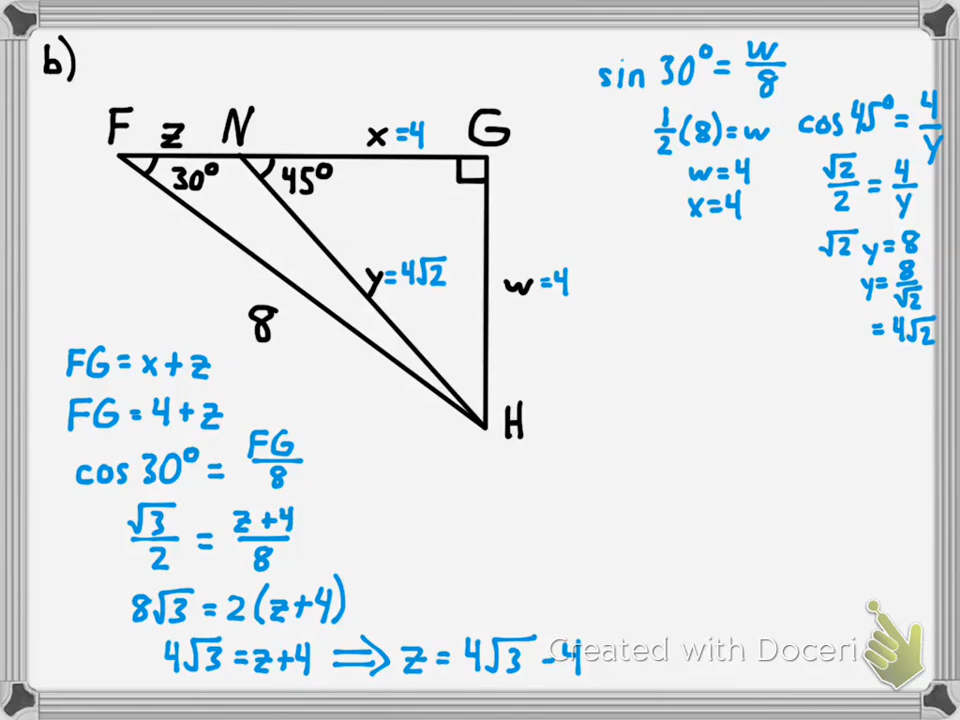 b)
F z N x =4 G
30° 45°
y =4√2
w =4
8
H
sin 30° = w/8
1/2 (8) = w
w = 4
x = 4
cos 45° = 4/y
√2/2 = 4/y
√2 y = 8
y = 8/√2
= 4√2
FG = x + z
FG = 4 + z
cos 30° = FG/8
√3/2 = z+4/8
8√3 = 2(z+4)
4√3 = z+4 ⟹ z = 4√3 - 4
Created with Doceri